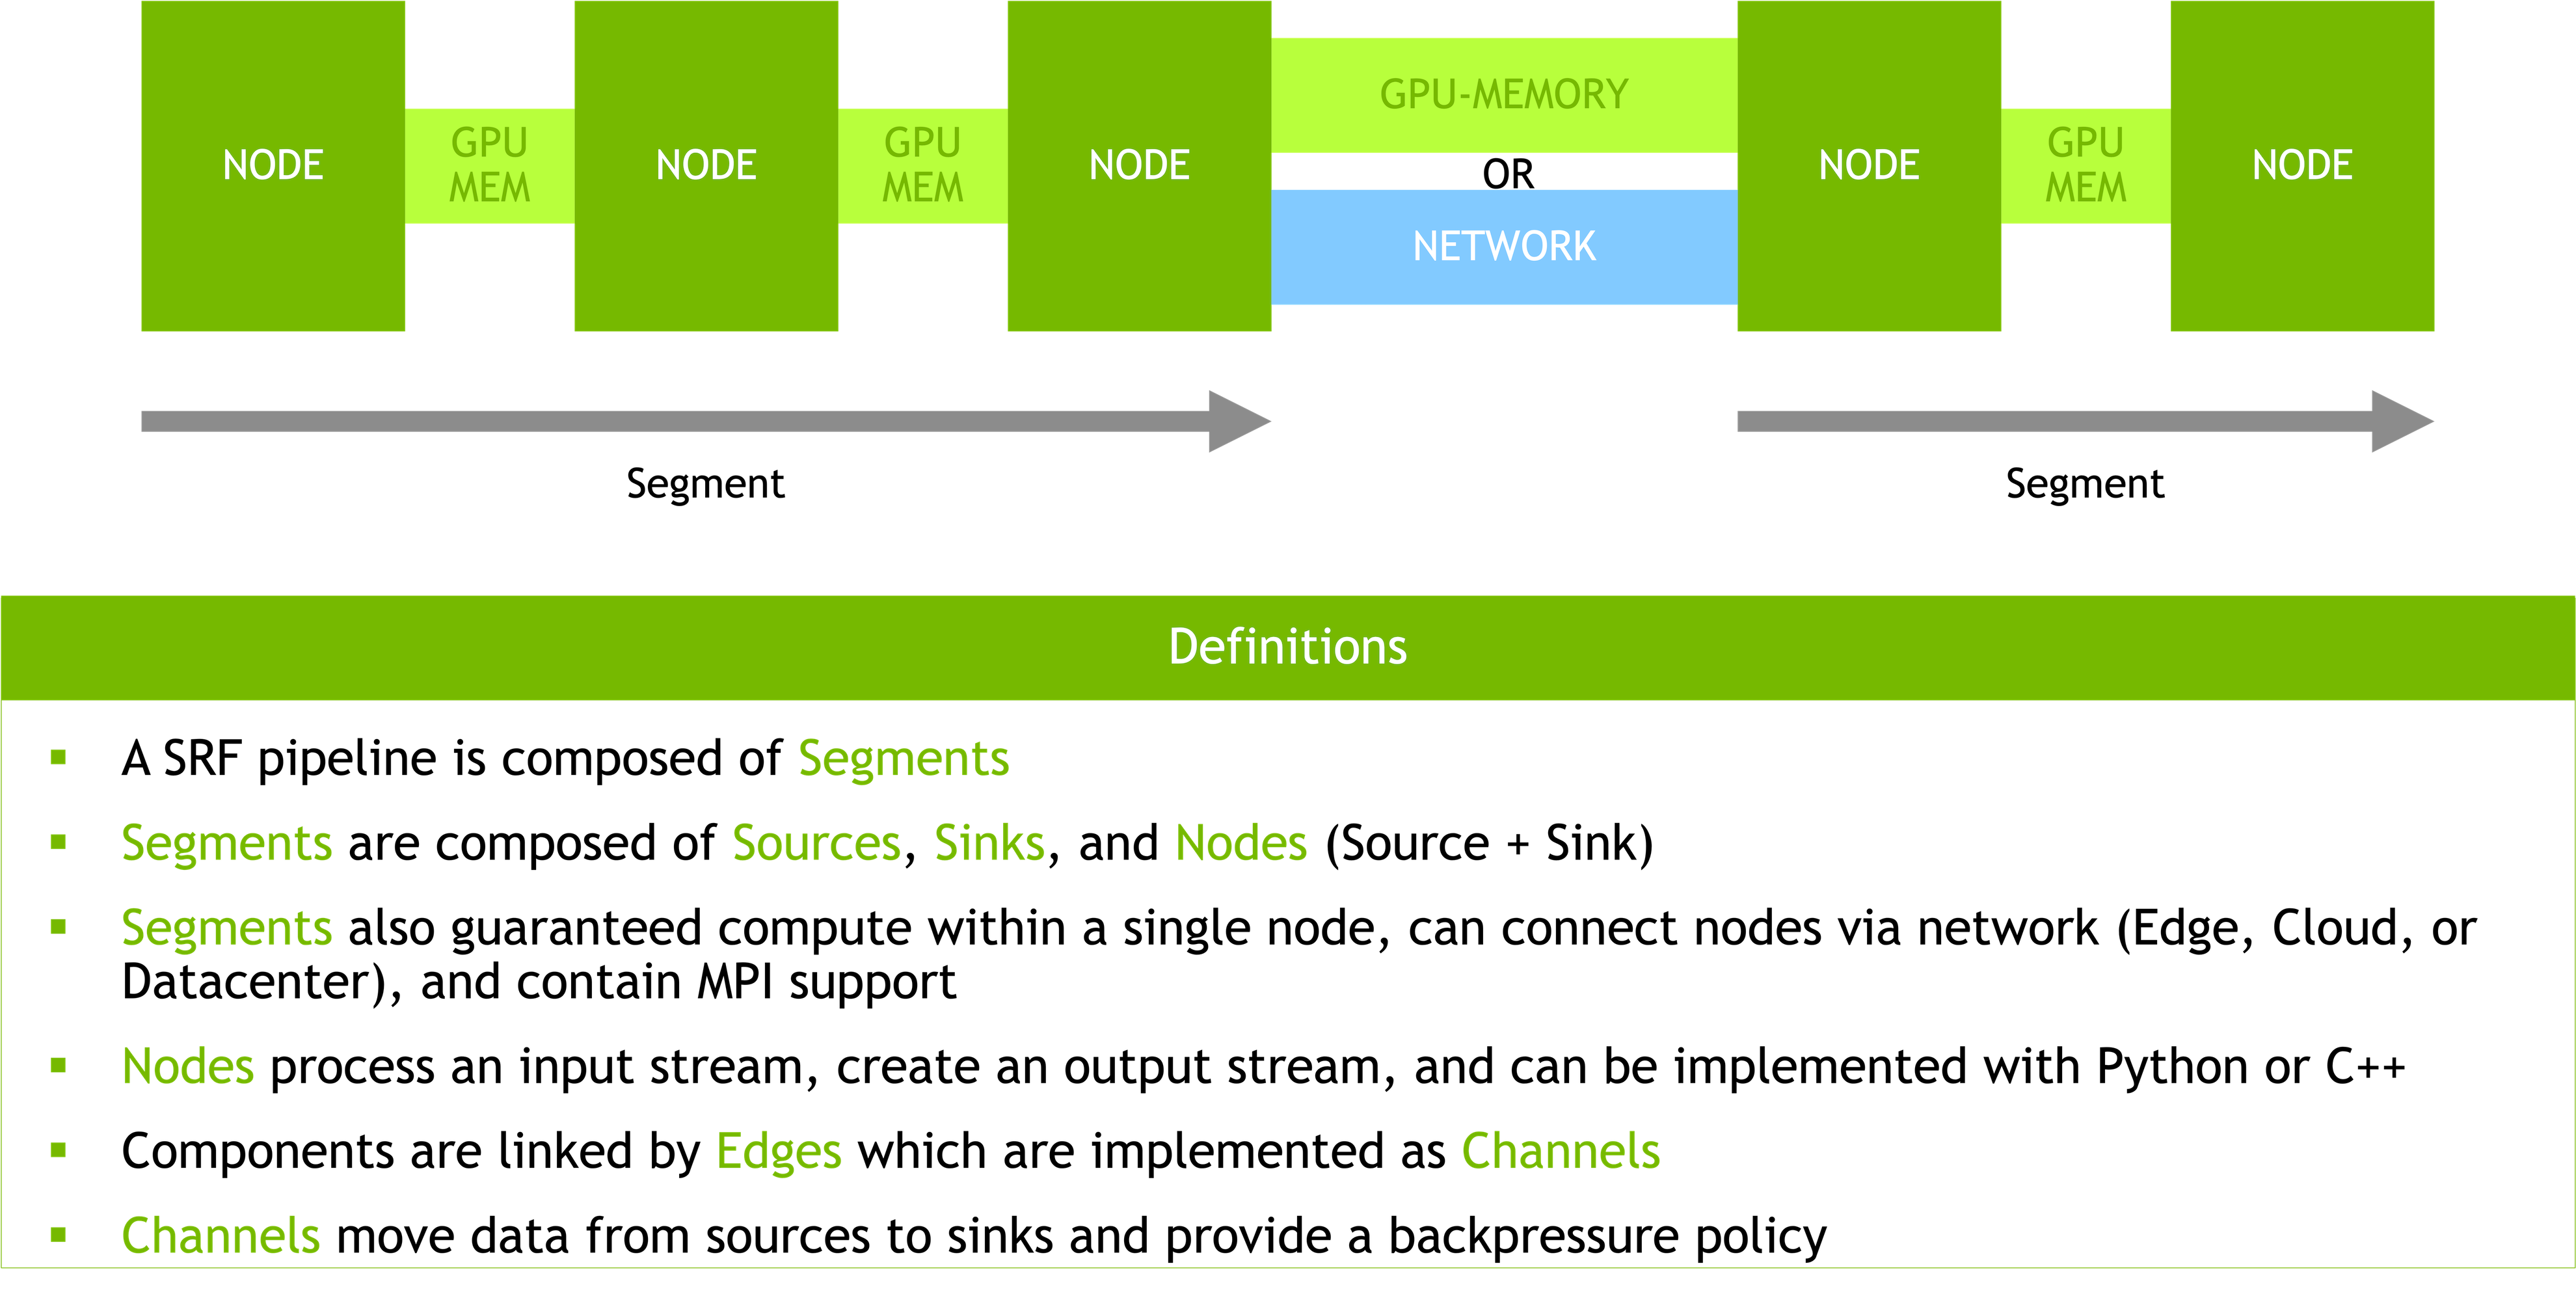 NODE
GPU
MEM
NODE
GPU
MEM
NODE
GPU-MEMORY
OR
NETWORK
NODE
GPU
MEM
NODE
Segment
Segment
Definitions
▪ A SRF pipeline is composed of Segments
▪ Segments are composed of Sources, Sinks, and Nodes (Source + Sink)
▪ Segments also guaranteed compute within a single node, can connect nodes via network (Edge, Cloud, or
Datacenter), and contain MPI support
▪ Nodes process an input stream, create an output stream, and can be implemented with Python or C++
▪ Components are linked by Edges which are implemented as Channels
▪ Channels move data from sources to sinks and provide a backpressure policy